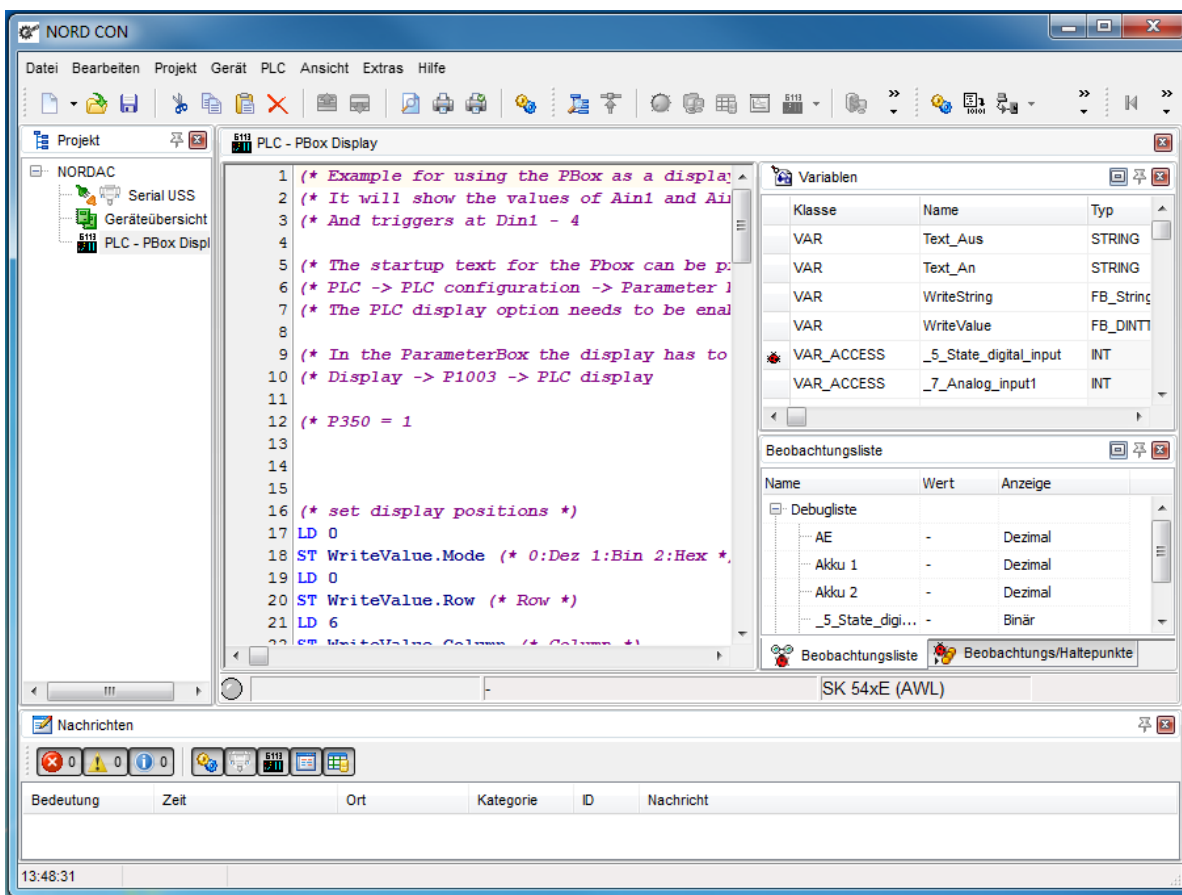 NORD CON
Datei Bearbeiten Projekt Gerät PLC Ansicht Extras Hilfe
Projekt
NORDAC
Serial USS
Geräteübersicht
PLC - PBox Displ
PLC - PBox Display
1 (* Example for using the PBox as a display
2 (* It will show the values of Ain1 and Ain
3 (* And triggers at Din1 - 4
4
5 (* The startup text for the Pbox can be p
6 (* PLC -> PLC configuration -> Parameter
7 (* The PLC display option needs to be ena
8
9 (* In the ParameterBox the display has to
10 (* Display -> P1003 -> PLC display
11
12 (* P350 = 1
13
14
15
16 (* set display positions *)
17 LD 0
18 ST WriteValue.Mode (* 0:Dez 1:Bin 2:Hex *
19 LD 0
20 ST WriteValue.Row (* Row *)
21 LD 6
22 ST WriteValue.Column (* Column *)
Variablen
Klasse Name Typ
VAR Text_Aus STRING
VAR Text_An STRING
VAR WriteString FB_String
VAR WriteValue FB_DINTT
VAR_ACCESS _5_State_digital_input INT
VAR_ACCESS _7_Analog_input1 INT
Beobachtungsliste
Name Wert Anzeige
Debugliste
AE - Dezimal
Akku 1 - Dezimal
Akku 2 - Dezimal
_5_State_digi... - Binär
Beobachtungsliste Beobachtungs/Haltepunkte
- SK 54xE (AWL)
Nachrichten
0 0 0
Bedeutung Zeit Ort Kategorie ID Nachricht
13:48:31